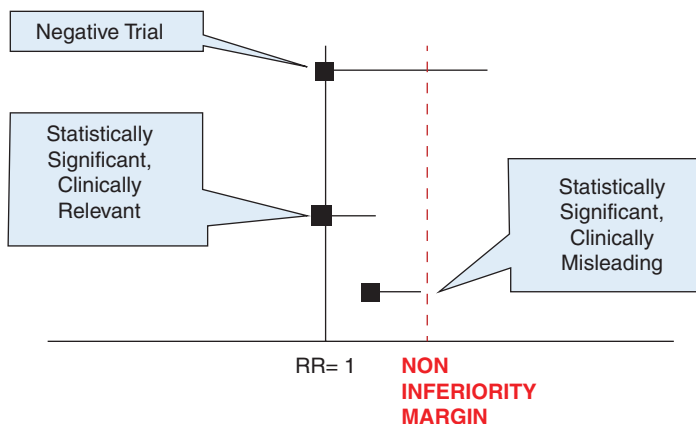 Negative Trial
Statistically
Significant,
Clinically
Relevant
Statistically
Significant,
Clinically
Misleading
RR= 1
NON
INFERIORITY
MARGIN